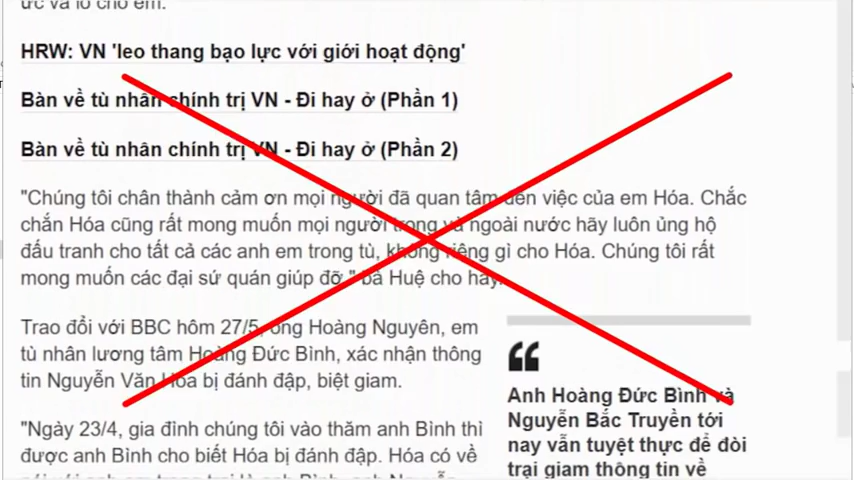 ức và lo cho em.
HRW: VN 'leo thang bạo lực với giới hoạt động'
Bàn về tù nhân chính trị VN - Đi hay ở (Phần 1)
Bàn về tù nhân chính trị VN - Đi hay ở (Phần 2)
"Chúng tôi chân thành cảm ơn mọi người đã quan tâm đến việc của em Hóa. Chắc
chắn Hóa cũng rất mong muốn mọi người trong và ngoài nước hãy luôn ủng hộ
đấu tranh cho tất cả các anh em trong tù, không riêng gì cho Hóa. Chúng tôi rất
mong muốn các đại sứ quán giúp đỡ," bà Huệ cho hay.
Trao đổi với BBC hôm 27/5, ông Hoàng Nguyên, em
tù nhân lương tâm Hoàng Đức Bình, xác nhận thông
tin Nguyễn Văn Hóa bị đánh đập, biệt giam.
"Ngày 23/4, gia đình chúng tôi vào thăm anh Bình thì
được anh Bình cho biết Hóa bị đánh đập. Hóa có về
Anh Hoàng Đức Bình và
Nguyễn Bắc Truyển tới
nay vẫn tuyệt thực để đòi
trại giam thông tin về